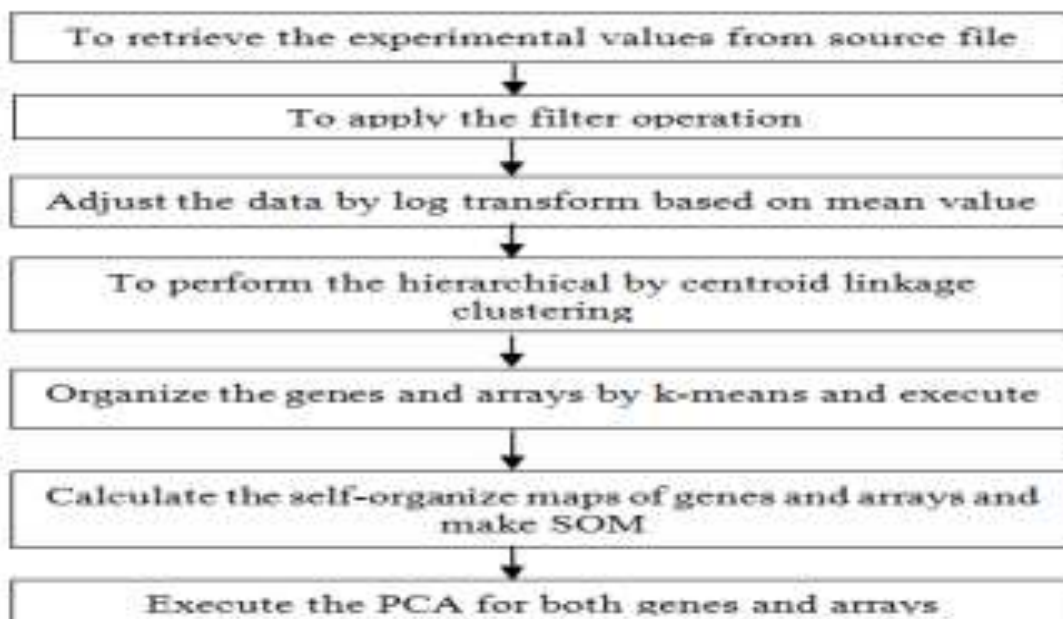 To retrieve the experimental values from source file
To apply the filter operation
Adjust the data by log transform based on mean value
To perform the hierarchical by centroid linkage
clustering
Organize the genes and arrays by k-means and execute
Calculate the self-organize maps of genes and arrays and
make SOM
Execute the PCA for both genes and arrays